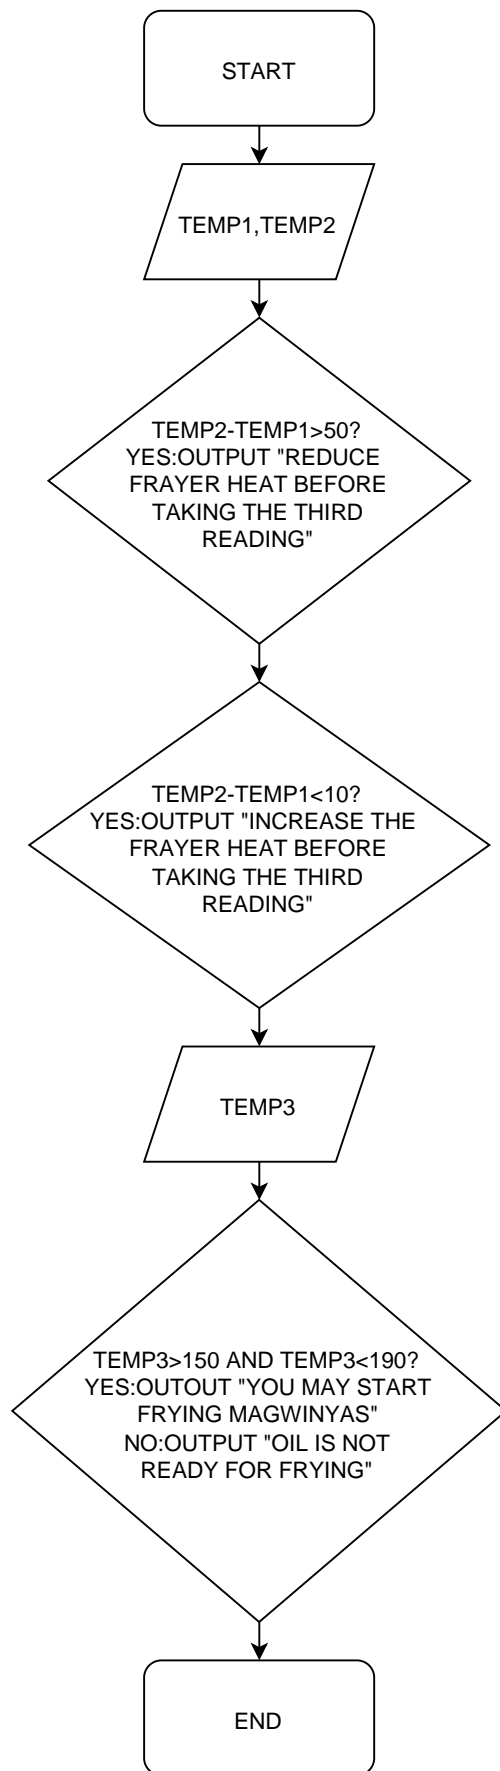 START
TEMP1,TEMP2
TEMP2-TEMP1>50?
YES:OUTPUT "REDUCE
FRAYER HEAT BEFORE
TAKING THE THIRD
READING"
TEMP2-TEMP1<10?
YES:OUTPUT "INCREASE THE
FRAYER HEAT BEFORE
TAKING THE THIRD
READING"
TEMP3
TEMP3>150 AND TEMP3<190?
YES:OUTOUT "YOU MAY START
FRYING MAGWINYAS"
NO:OUTPUT "OIL IS NOT
READY FOR FRYING"
END